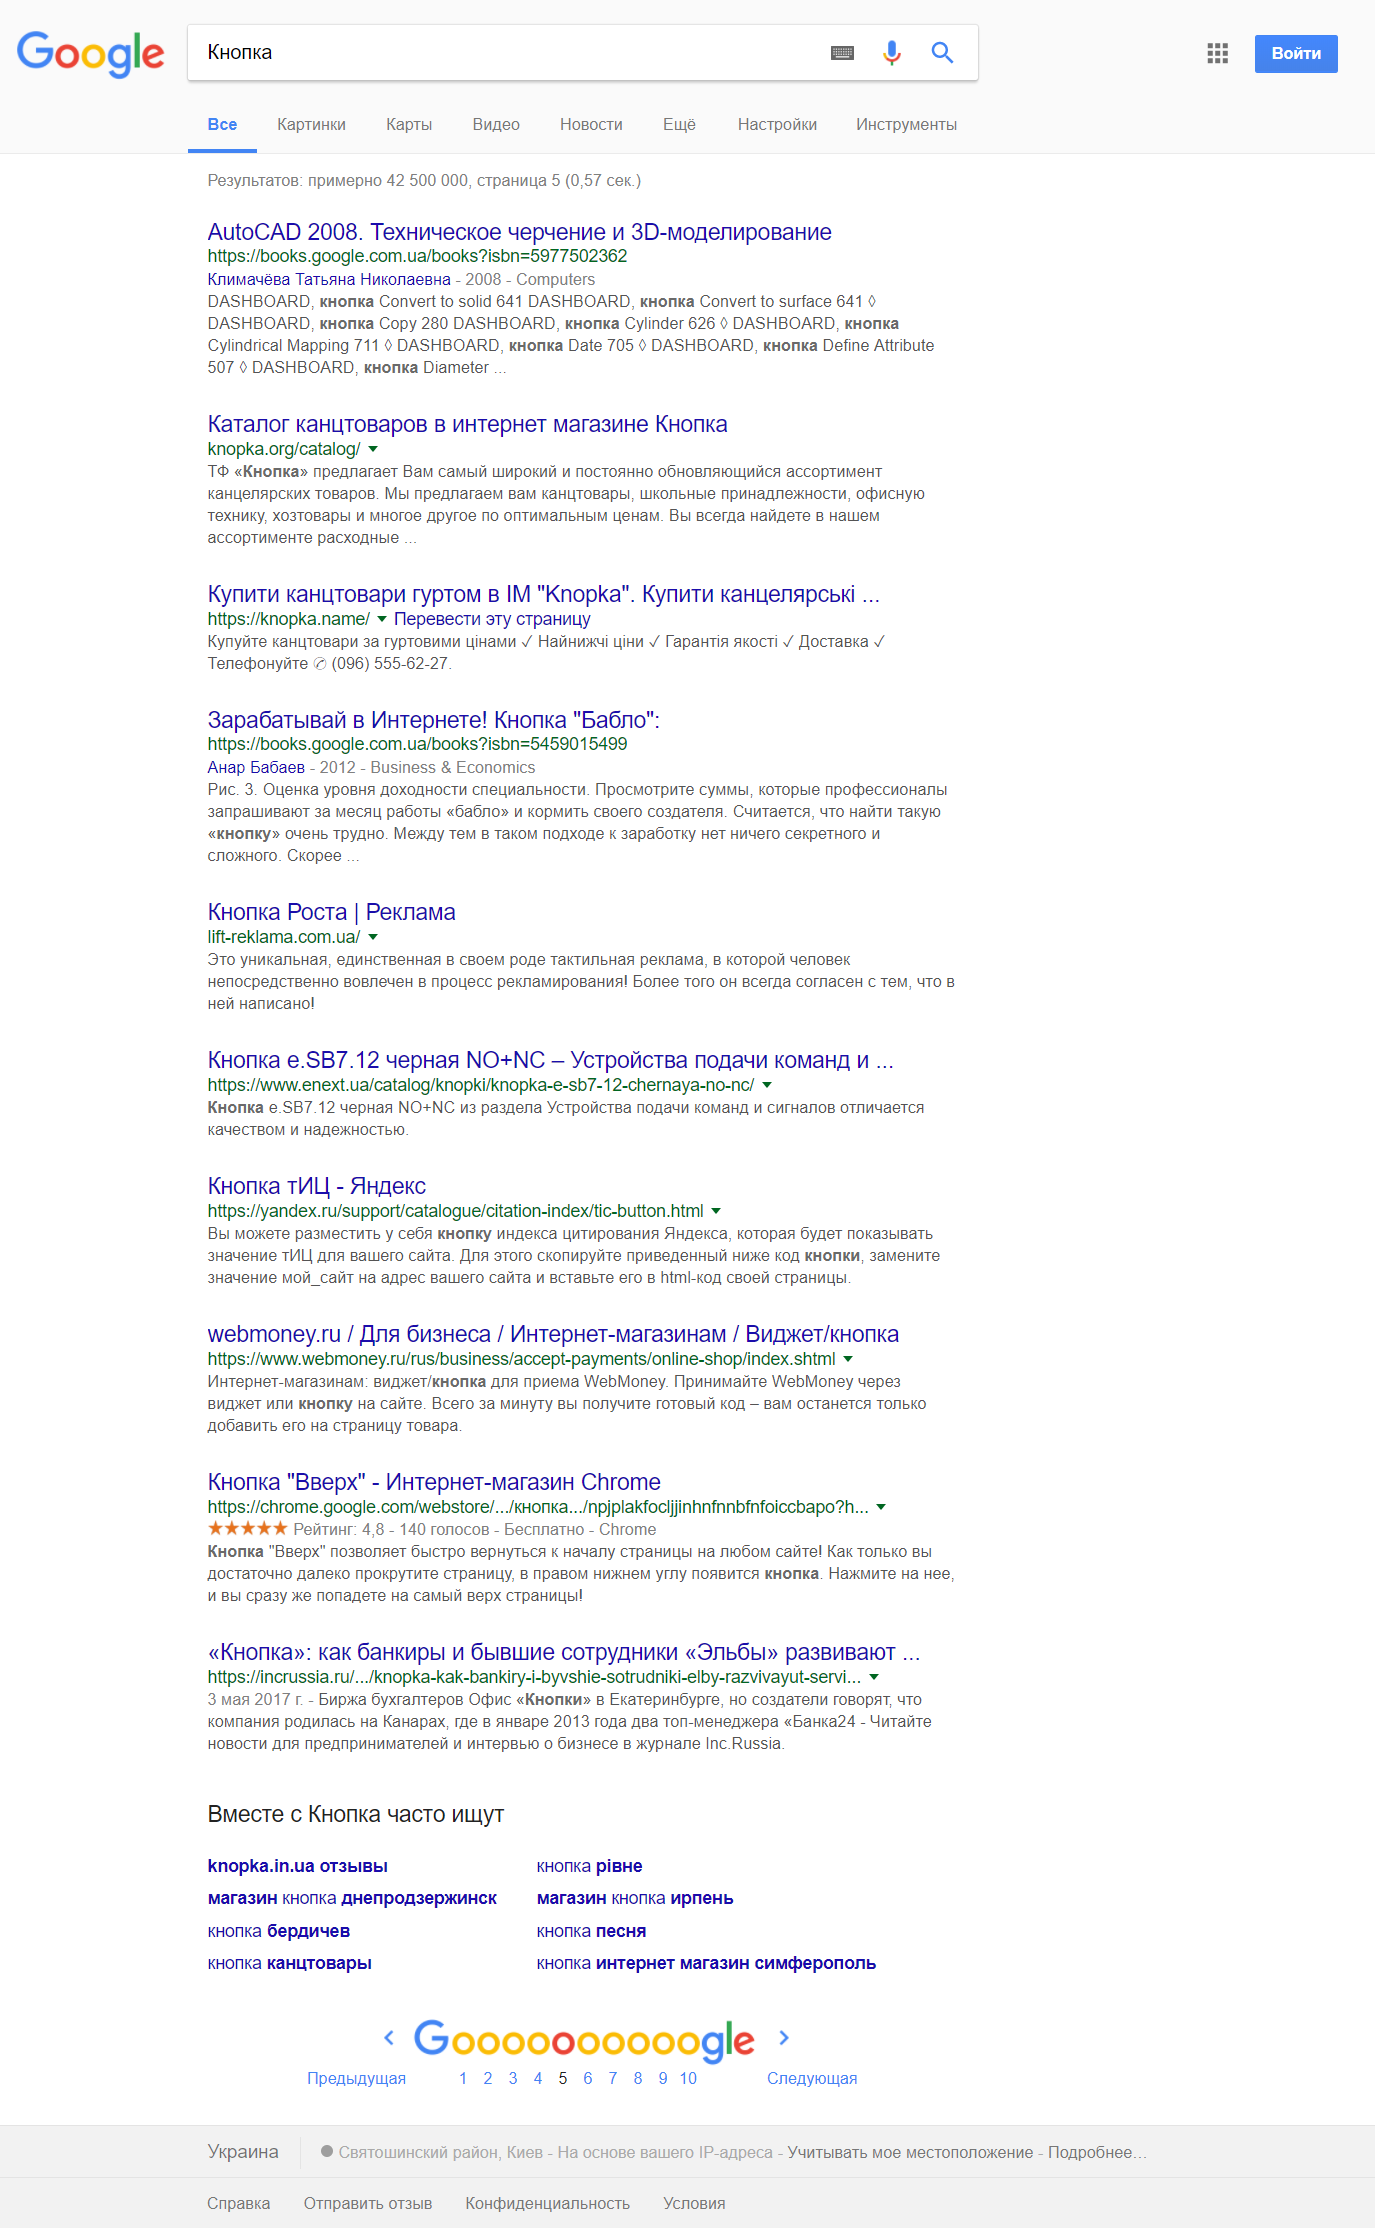 Google
Кнопка
Войти
Все Картинки Карты Видео Новости Ещё Настройки Инструменты
Результатов: примерно 42 500 000, страница 5 (0,57 сек.)
AutoCAD 2008. Техническое черчение и 3D-моделирование
https://books.google.com.ua/books?isbn=5977502362
Климачёва Татьяна Николаевна - 2008 - Computers
DASHBOARD, кнопка Convert to solid 641 DASHBOARD, кнопка Convert to surface 641 ◊
DASHBOARD, кнопка Copy 280 DASHBOARD, кнопка Cylinder 626 ◊ DASHBOARD, кнопка
Cylindrical Mapping 711 ◊ DASHBOARD, кнопка Date 705 ◊ DASHBOARD, кнопка Define Attribute
507 ◊ DASHBOARD, кнопка Diameter ...
Каталог канцтоваров в интернет магазине Кнопка
knopka.org/catalog/
ТФ «Кнопка» предлагает Вам самый широкий и постоянно обновляющийся ассортимент
канцелярских товаров. Мы предлагаем вам канцтовары, школьные принадлежности, офисную
технику, хозтовары и многое другое по оптимальным ценам. Вы всегда найдете в нашем
ассортименте расходные ...
Купити канцтовари гуртом в ІМ "Knopka". Купити канцелярські ...
https://knopka.name/ Перевести эту страницу
Купуйте канцтовари за гуртовими цінами ✓ Найнижчі ціни ✓ Гарантія якості ✓ Доставка ✓
Телефонуйте ✆ (096) 555-62-27.
Зарабатывай в Интернете! Кнопка "Бабло":
https://books.google.com.ua/books?isbn=5459015499
Анар Бабаев - 2012 - Business & Economics
Рис. 3. Оценка уровня доходности специальности. Просмотрите суммы, которые профессионалы
запрашивают за месяц работы «бабло» и кормить своего создателя. Считается, что найти такую
«кнопку» очень трудно. Между тем в таком подходе к заработку нет ничего секретного и
сложного. Скорее ...
Кнопка Роста | Реклама
lift-reklama.com.ua/
Это уникальная, единственная в своем роде тактильная реклама, в которой человек
непосредственно вовлечен в процесс рекламирования! Более того он всегда согласен с тем, что в
ней написано!
Кнопка e.SB7.12 черная NO+NC – Устройства подачи команд и ...
https://www.enext.ua/catalog/knopki/knopka-e-sb7-12-chernaya-no-nc/
Кнопка e.SB7.12 черная NO+NC из раздела Устройства подачи команд и сигналов отличается
качеством и надежностью.
Кнопка тИЦ - Яндекс
https://yandex.ru/support/catalogue/citation-index/tic-button.html
Вы можете разместить у себя кнопку индекса цитирования Яндекса, которая будет показывать
значение тИЦ для вашего сайта. Для этого скопируйте приведенный ниже код кнопки, замените
значение мой_сайт на адрес вашего сайта и вставьте его в html-код своей страницы.
webmoney.ru / Для бизнеса / Интернет-магазинам / Виджет/кнопка
https://www.webmoney.ru/rus/business/accept-payments/online-shop/index.shtml
Интернет-магазинам: виджет/кнопка для приема WebMoney. Принимайте WebMoney через
виджет или кнопку на сайте. Всего за минуту вы получите готовый код – вам останется только
добавить его на страницу товара.
Кнопка "Вверх" - Интернет-магазин Chrome
https://chrome.google.com/webstore/.../кнопка.../npjplakfocljjinhnfnnbfnfoiccbapo?h...
★★★★★ Рейтинг: 4,8 - 140 голосов - Бесплатно - Chrome
Кнопка "Вверх" позволяет быстро вернуться к началу страницы на любом сайте! Как только вы
достаточно далеко прокрутите страницу, в правом нижнем углу появится кнопка. Нажмите на нее,
и вы сразу же попадете на самый верх страницы!
«Кнопка»: как банкиры и бывшие сотрудники «Эльбы» развивают ...
https://incrussia.ru/.../knopka-kak-bankiry-i-byvshie-sotrudniki-elby-razvivayut-servi...
3 мая 2017 г. - Биржа бухгалтеров Офис «Кнопки» в Екатеринбурге, но создатели говорят, что
компания родилась на Канарах, где в январе 2013 года два топ-менеджера «Банка24 - Читайте
новости для предпринимателей и интервью о бизнесе в журнале Inc.Russia.
Вместе с Кнопка часто ищут
knopka.in.ua отзывы кнопка рівне
магазин кнопка днепродзержинск магазин кнопка ирпень
кнопка бердичев кнопка песня
кнопка канцтовары кнопка интернет магазин симферополь
< Goooooooooogle >
Предыдущая 1 2 3 4 5 6 7 8 9 10 Следующая
Украина Святошинский район, Киев - На основе вашего IP-адреса - Учитывать мое местоположение - Подробнее...
Справка Отправить отзыв Конфиденциальность Условия